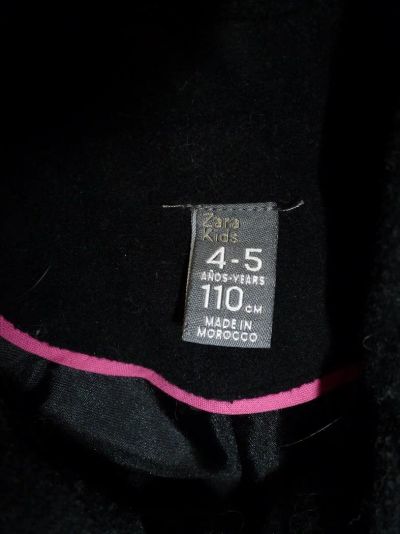 Zara
Kids
4-5
AÑOS-YEARS
110 CM
MADE IN
MOROCCO